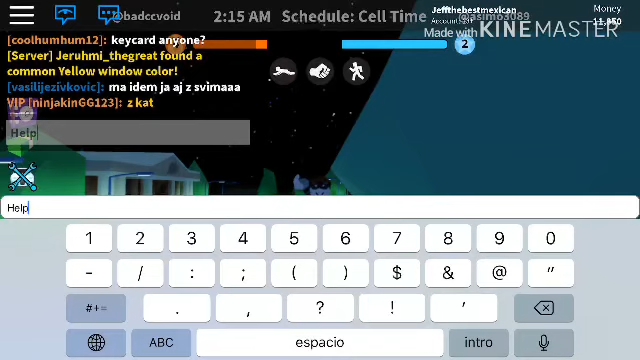 @badccvoid
2:15 AM Schedule: Cell Time
@asimo3089
Jeffthebestmexican
Money
Made with KINEMASTER
[coolhumhum12]: keycard anyone?
[Server] Jeruhmi_thegreat found a
common Yellow window color!
[vasilijezivkovic]: ma idem ja aj z svimaaa
VIP [ninjakinGG123]: z kat
2
Help
Help
1 2 3 4 5 6 7 8 9 0
- / : ; ( ) $ & @ "
#+= . , ? ! '
ABC espacio intro